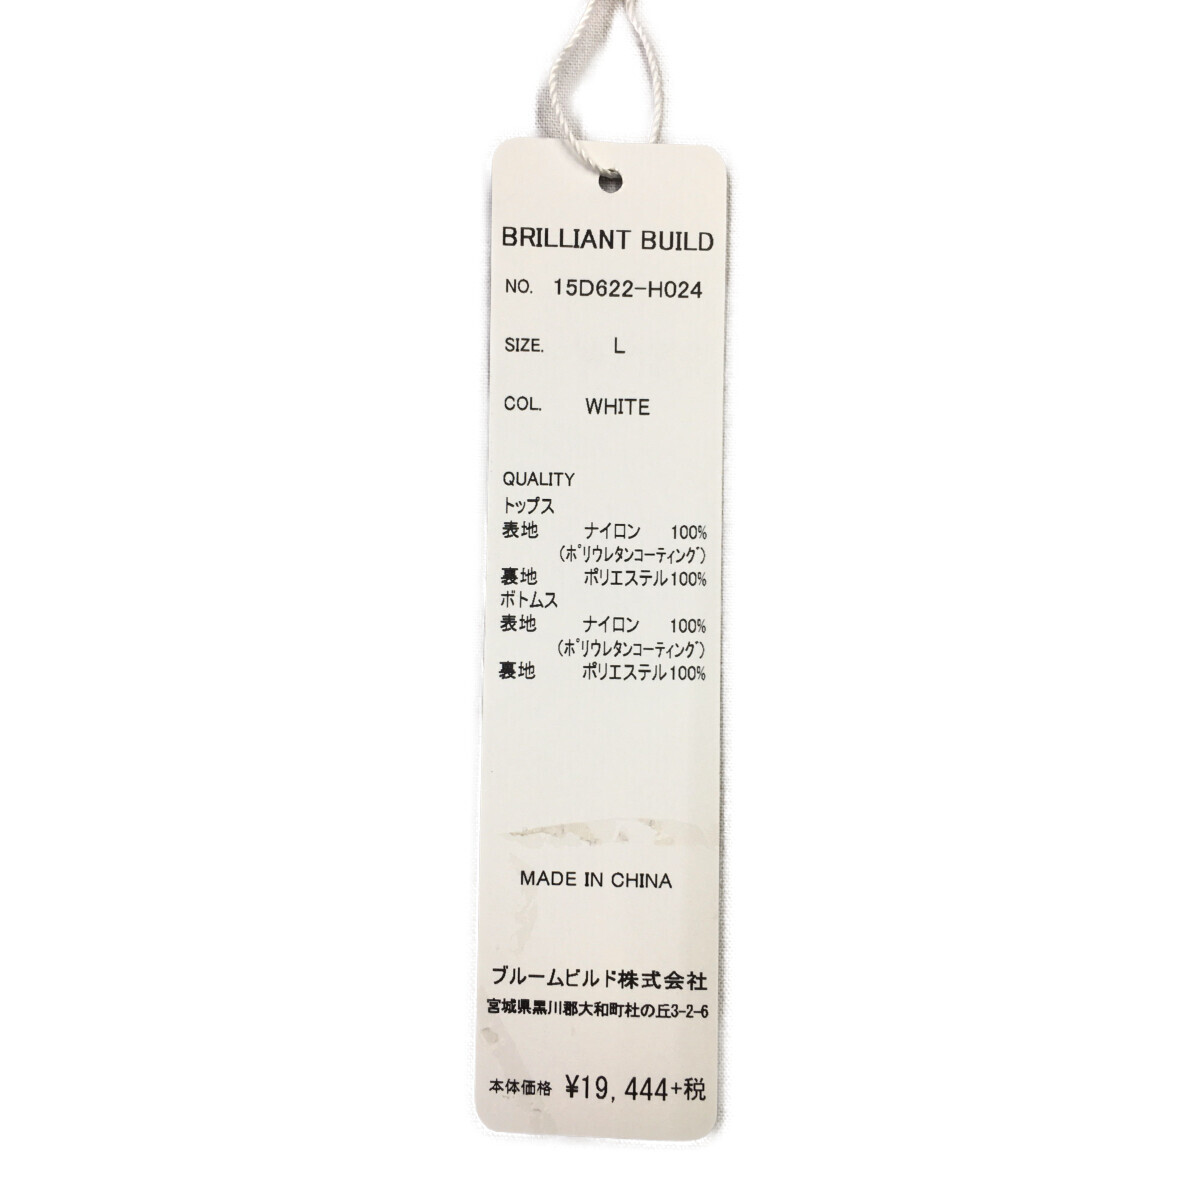 BRILLIANT BUILD
NO. 15D622-H024
SIZE. L
COL. WHITE
QUALITY
トップス
表地 ナイロン 100%
(ポリウレタンコーティング)
裏地 ポリエステル100%
ボトムス
表地 ナイロン 100%
(ポリウレタンコーティング)
裏地 ポリエステル100%
MADE IN CHINA
ブルームビルド株式会社
宮城県黒川郡大和町杜の丘3-2-6
本体価格 ¥19,444+税